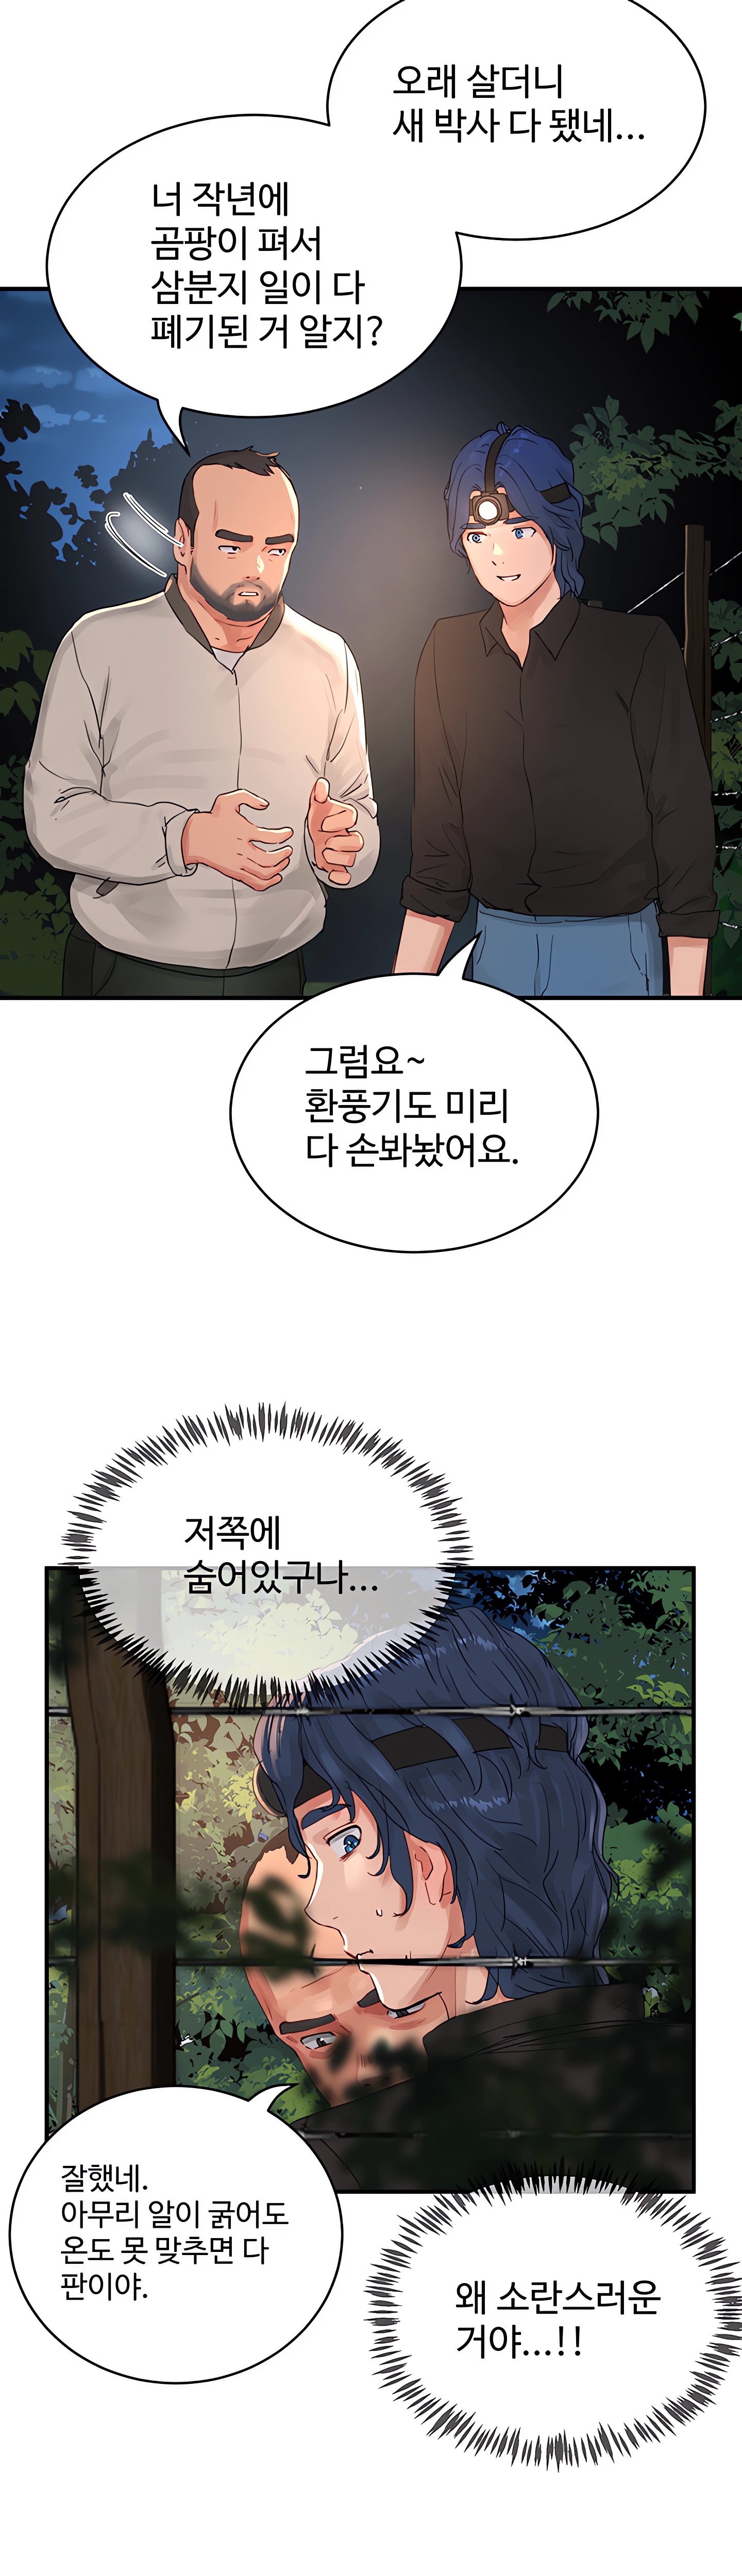 오래 살더니
새 박사 다 됐네...
너 작년에
곰팡이 펴서
삼분지 일이 다
폐기된 거 알지?
그럼요~
환풍기도 미리
다 손봐놨어요.
저쪽에
숨어있구나...
잘했네.
아무리 알이 굵어도
온도 못 맞추면 다
판이야.
왜 소란스러운
거야...!!